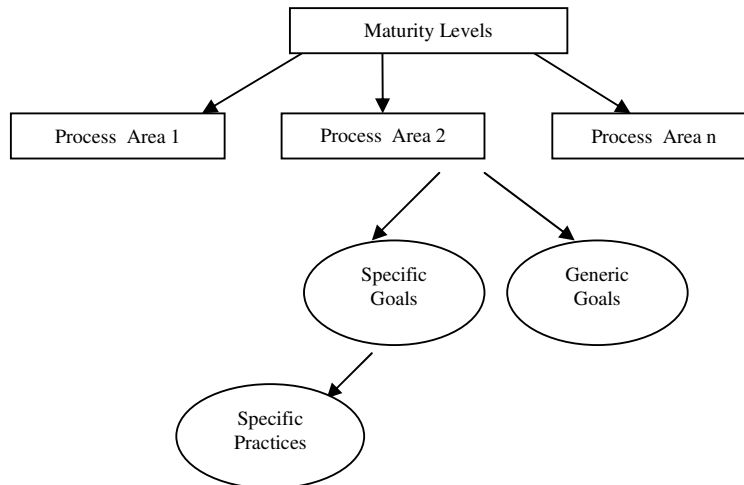 Maturity Levels
Process Area 1
Process Area 2
Process Area n
Specific
Goals
Generic
Goals
Specific
Practices